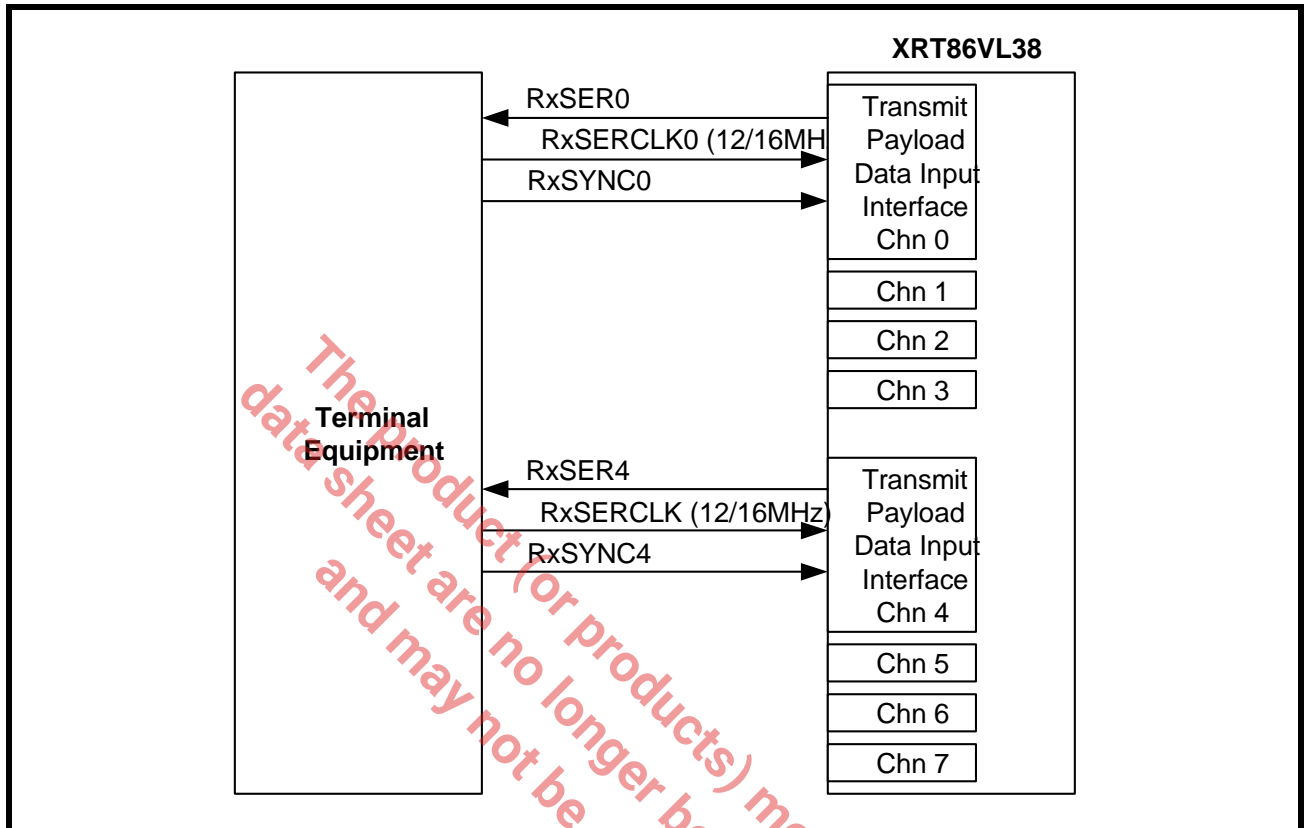 XRT86VL38
RxSER0
RxSERCLK0 (12/16MH
RxSYNC0
Transmit
Payload
Data Input
Interface
Chn 0
Chn 1
Chn 2
Chn 3
Terminal
Equipment
RxSER4
RxSERCLK (12/16MHz)
RxSYNC4
Transmit
Payload
Data Input
Interface
Chn 4
Chn 5
Chn 6
Chn 7
The product (or products) me
data sheet are no longer be
and may not be